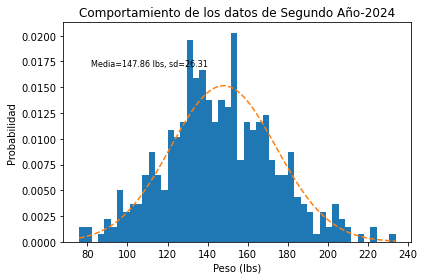 Comportamiento de los datos de Segundo Año-2024
0.0200
0.0175
Media=147.86 lbs, sd=26.31
0.0150
0.0125
0.0100
0.0075
0.0050
0.0025
0.0000
Probabilidad
80 100 120 140 160 180 200 220 240
Peso (lbs)